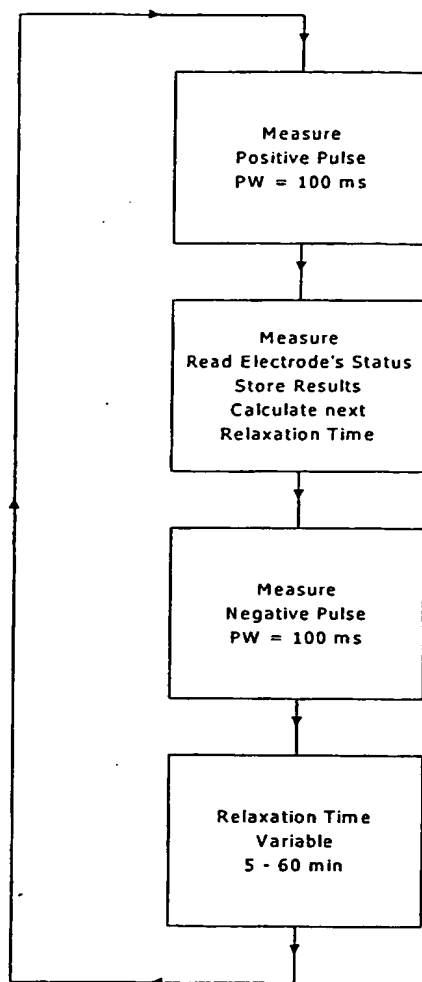 Measure
Positive Pulse
PW = 100 ms
Measure
Read Electrode's Status
Store Results
Calculate next
Relaxation Time
Measure
Negative Pulse
PW = 100 ms
Relaxation Time
Variable
5 - 60 min